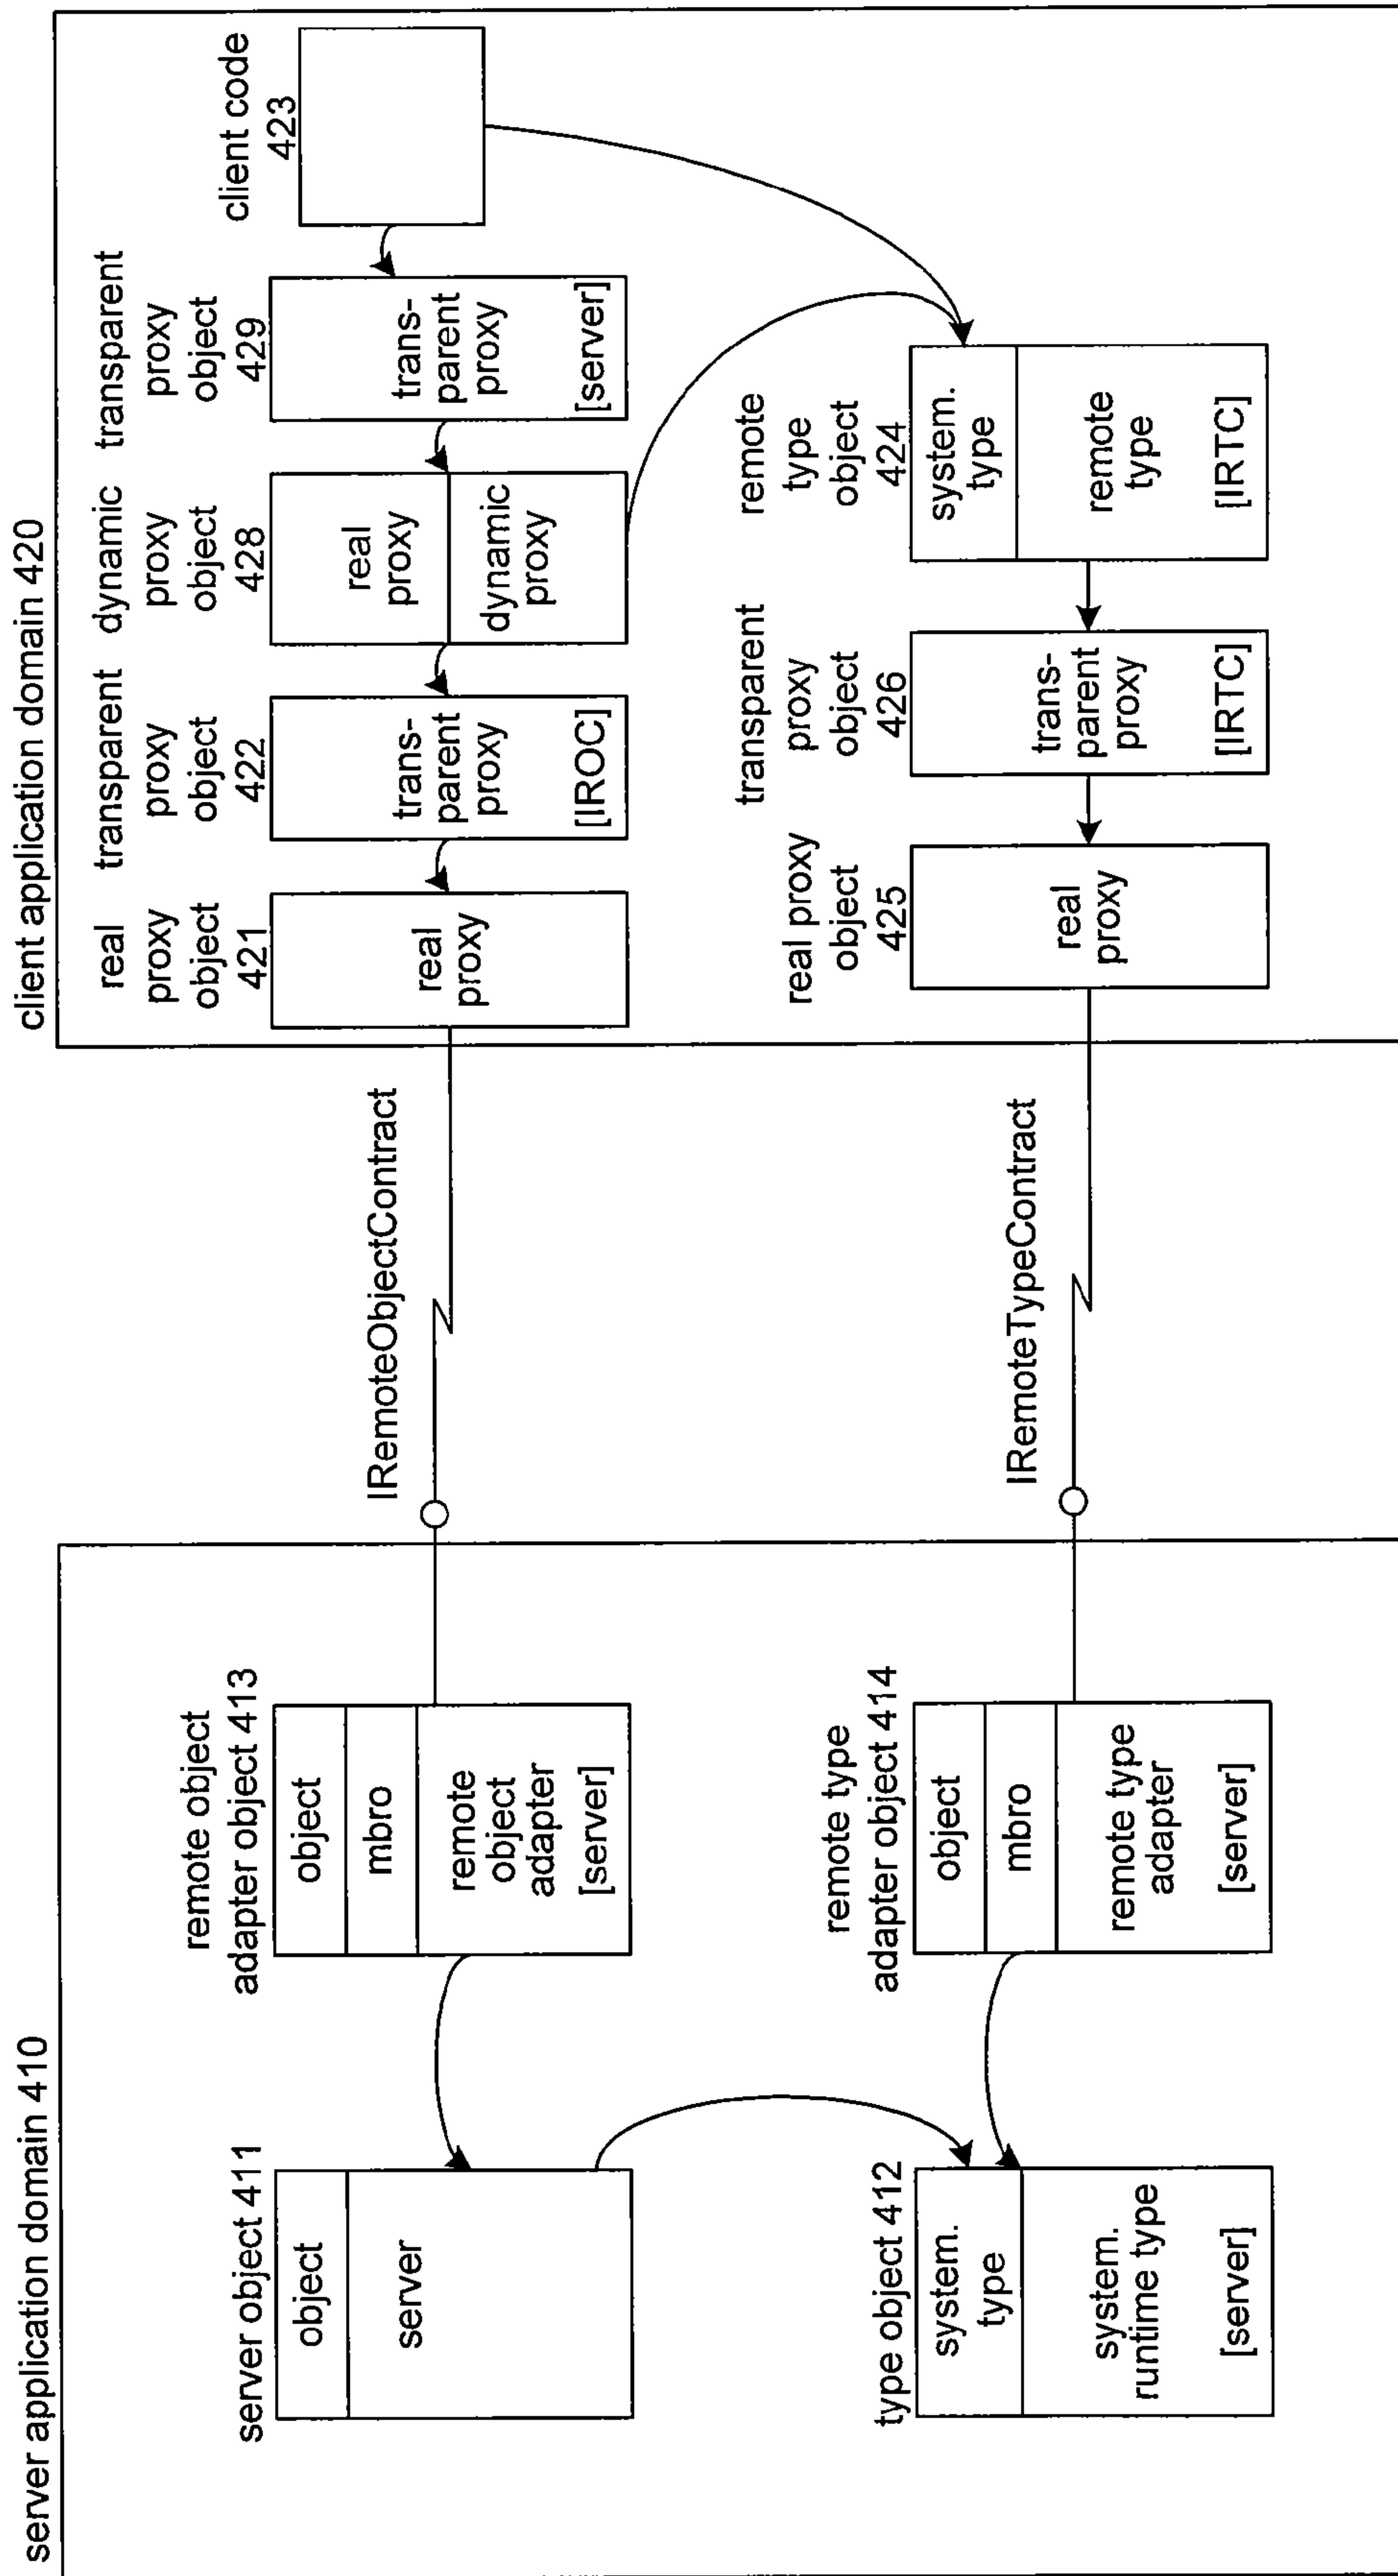 server application domain 410
server object 411
object
server
type object 412
system.
type
system.
runtime type
[server]
remote object
adapter object 413
object
mbro
remote
object
adapter
[server]
remote type
adapter object 414
object
mbro
remote type
adapter
[server]
IRemoteObjectContract
IRemoteTypeContract
client application domain 420
real
proxy
object
421
real
proxy
transparent
proxy
object
422
trans-
parent
proxy
[IROC]
dynamic
proxy
object
428
real
proxy
dynamic
proxy
transparent
proxy
object
429
trans-
parent
proxy
[server]
client code
423
real proxy
object
425
real
proxy
transparent
proxy
object
426
trans-
parent
proxy
[IRTC]
remote
type
object
424
system.
type
remote
type
[IRTC]